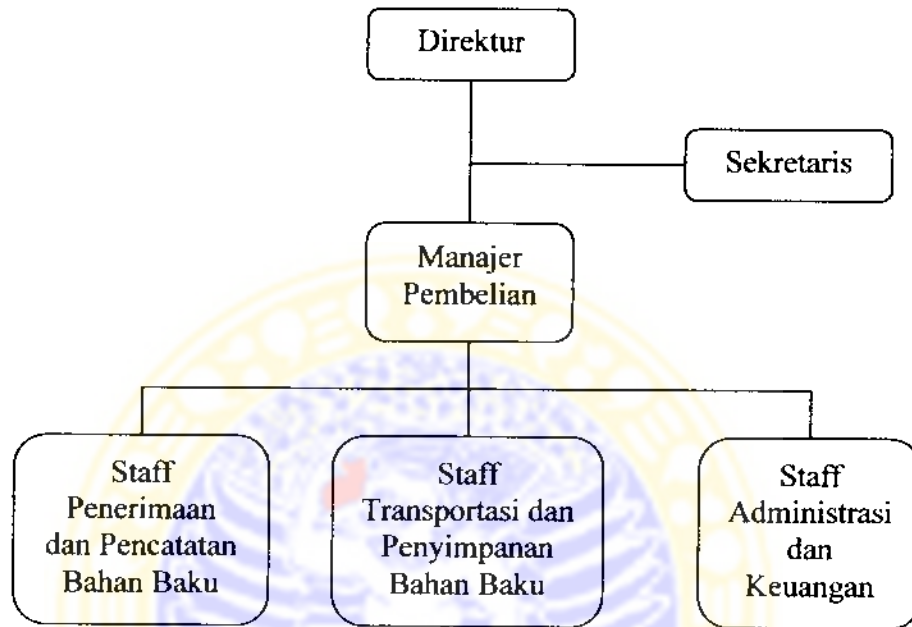 Direktur
Sekretaris
Manajer
Pembelian
Staff
Penerimaan
dan Pencatatan
Bahan Baku
Staff
Transportasi dan
Penyimpanan
Bahan Baku
Staff
Administrasi
dan
Keuangan